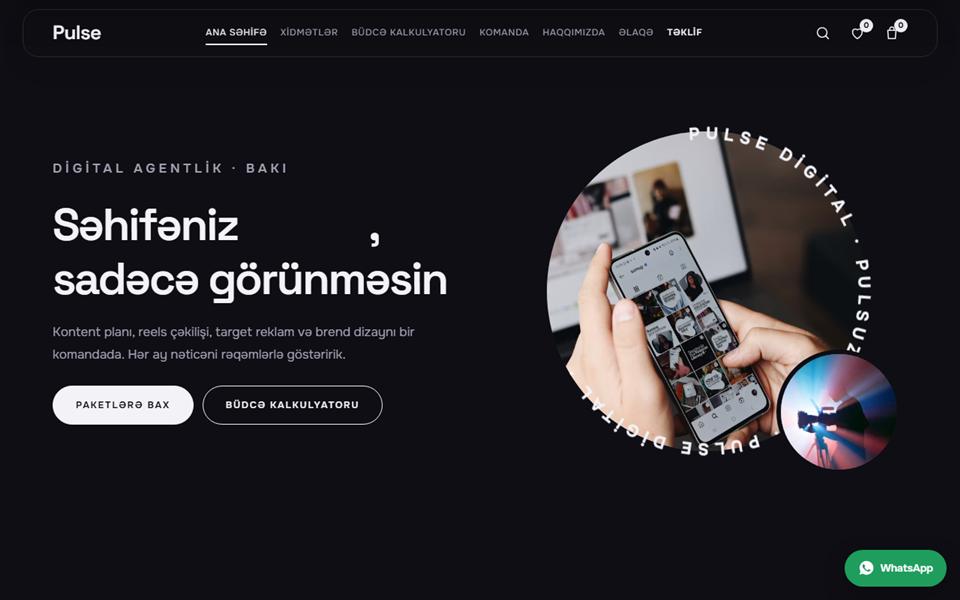 Pulse
ANA SƏHİFƏ
XİDMƏTLƏR
BÜDCƏ KALKULYATORU
KOMANDA
HAQQIMIZDA
ƏLAQƏ
TƏKLİF
0
0
DİGİTAL AGENTLİK · BAKI
Səhifəniz ,
sadəcə görünməsin
Kontent planı, reels çəkilişi, target reklam və brend dizaynı bir
komandada. Hər ay nəticəni rəqəmlərlə göstəririk.
PAKETLƏRƏ BAX
BÜDCƏ KALKULYATORU
PULSE DİGİTAL · PULSUZ
· PULSE DİGİTAL
WhatsApp